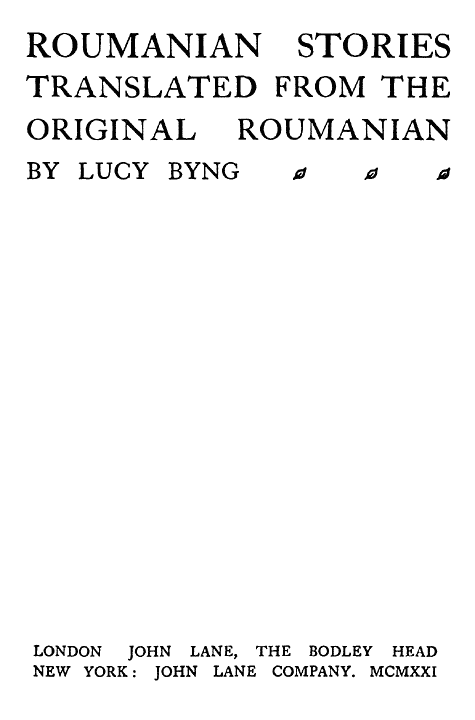 ROUMANIAN STORIES
TRANSLATED FROM THE
ORIGINAL ROUMANIAN
BY LUCY BYNG
LONDON JOHN LANE, THE BODLEY HEAD
NEW YORK: JOHN LANE COMPANY. MCMXXI